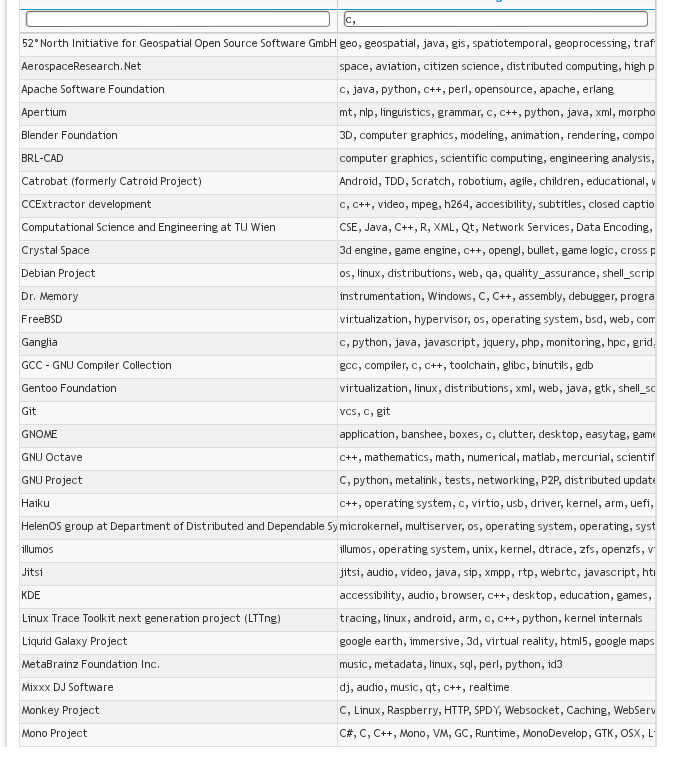 c,
52°North Initiative for Geospatial Open Source Software GmbH geo, geospatial, java, gis, spatiotemporal, geoprocessing,
AerospaceResearch.Net space, aviation, citizen science, distributed computing, high p
Apache Software Foundation c, java, python, c++, perl, opensource, apache, erlang
Apertium mt, nlp, linguistics, grammar, c, c++, python, java, xml, morpho
Blender Foundation 3D, computer graphics, modeling, animation, rendering, compo
BRL-CAD computer graphics, scientific computing, engineering analysis,
Catrobat (formerly Catroid Project) Android, TDD, Scratch, robotium, agile, children, educational,
CCExtractor development c, c++, video, mpeg, h264, accesibility, subtitles, closed captio
Computational Science and Engineering at TU Wien CSE, Java, C++, R, XML, Qt, Network Services, Data Encoding,
Crystal Space 3d engine, game engine, c++, opengl, bullet, game logic, cross p
Debian Project os, linux, distributions, web, qa, quality_assurance, shell_scrip
Dr. Memory instrumentation, Windows, C, C++, assembly, debugger, progra
FreeBSD virtualization, hypervisor, os, operating system, bsd, web, com
Ganglia c, python, java, javascript, jquery, php, monitoring, hpc, grid,
GCC - GNU Compiler Collection gcc, compiler, c, c++, toolchain, glibc, binutils, gdb
Gentoo Foundation virtualization, linux, distributions, xml, web, java, gtk, shell_sc
Git vcs, c, git
GNOME application, banshee, boxes, c, clutter, desktop, easytag, game
GNU Octave c++, mathematics, math, numerical, matlab, mercurial, scientif
GNU Project C, python, metalink, tests, networking, P2P, distributed update
Haiku c++, operating system, c, virtio, usb, driver, kernel, arm, uefi,
HelenOS group at Department of Distributed and Dependable Sy microkernel, multiserver, os, operating system, operating, syst
illumos illumos, operating system, unix, kernel, dtrace, zfs, openzfs,
Jitsi jitsi, audio, video, java, sip, xmpp, rtp, webrtc, javascript,
KDE accessibility, audio, browser, c++, desktop, education, games,
Linux Trace Toolkit next generation project (LTTng) tracing, linux, android, arm, c, c++, python, kernel internals
Liquid Galaxy Project google earth, immersive, 3d, virtual reality, html5, google maps
MetaBrainz Foundation Inc. music, metadata, linux, sql, perl, python, id3
Mixxx DJ Software dj, audio, music, qt, c++, realtime
Monkey Project C, Linux, Raspberry, HTTP, SPDY, Websocket, Caching, WebServ
Mono Project C#, C, C++, Mono, VM, GC, Runtime, MonoDevelop, GTK, OSX,